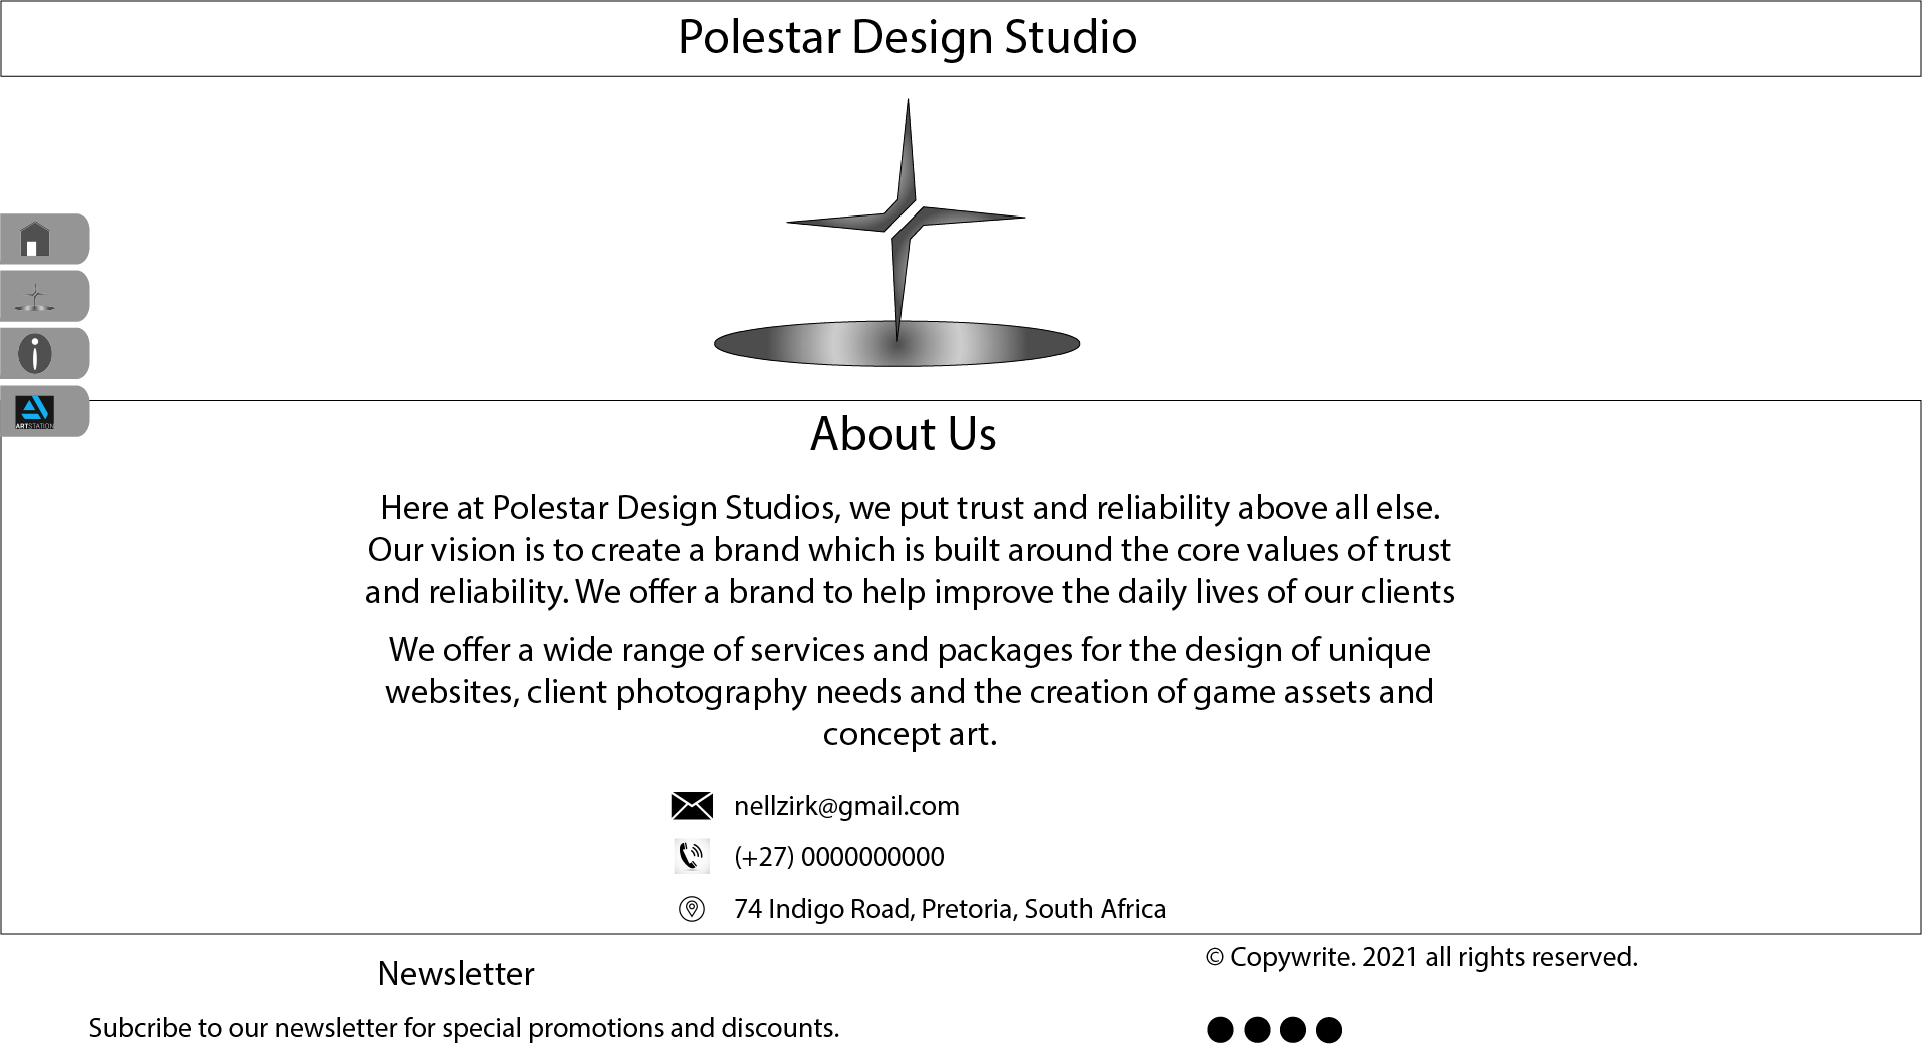 Polestar Design Studio
ARTSTATION
About Us
Here at Polestar Design Studios, we put trust and reliability above all else.
Our vision is to create a brand which is built around the core values of trust
and reliability. We offer a brand to help improve the daily lives of our clients
We offer a wide range of services and packages for the design of unique
websites, client photography needs and the creation of game assets and
concept art.
nellzirk@gmail.com
(+27) 0000000000
74 Indigo Road, Pretoria, South Africa
© Copywrite. 2021 all rights reserved.
Newsletter
Subcribe to our newsletter for special promotions and discounts.